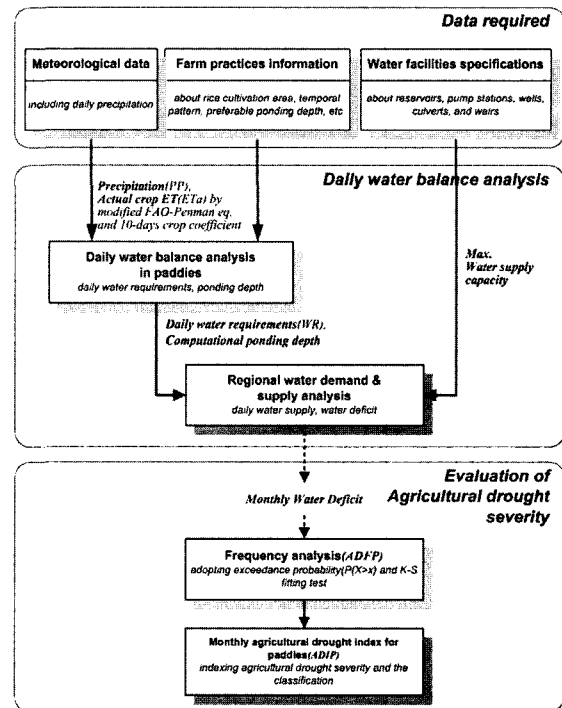 Data required
Meteorological data
including daily precipitation
Farm practices information
about rice cultivation area, temporal
pattern, preferable ponding depth, etc
Water facilities specifications
about reservoirs, pump stations, wells,
culverts, and weirs
Daily water balance analysis
Precipitation(PP),
Actual crop ET(ETa) by
modified FAO-Penman eq.
and 10-days crop coefficient
Max.
Water supply
capacity
Daily water balance analysis
in paddies
daily water requirements, ponding depth
Daily water requirements(WR),
Computational ponding depth
Regional water demand &
supply analysis
daily water supply, water deficit
Evaluation of
Agricultural drought
severity
Monthly Water Deficit
Frequency analysis(ADFP)
adopting exceedance probability(P(X>x) and K-S
fitting test
Monthly agricultural drought index for
paddies(ADIP)
indexing agricultural drought severity and the
classification